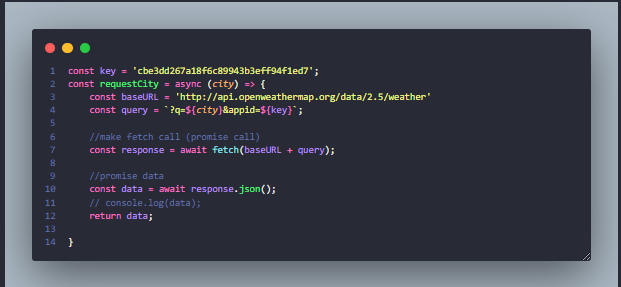 1 const key = 'cbe3dd267a18f6c89943b3eff94f1ed7';
2 const requestCity = async (city) => {
3     const baseURL = 'http://api.openweathermap.org/data/2.5/weather'
4     const query = `?q=${city}&appid=${key}`;
5
6     //make fetch call (promise call)
7     const response = await fetch(baseURL + query);
8
9     //promise data
10     const data = await response.json();
11     // console.log(data);
12     return data;
13
14 }